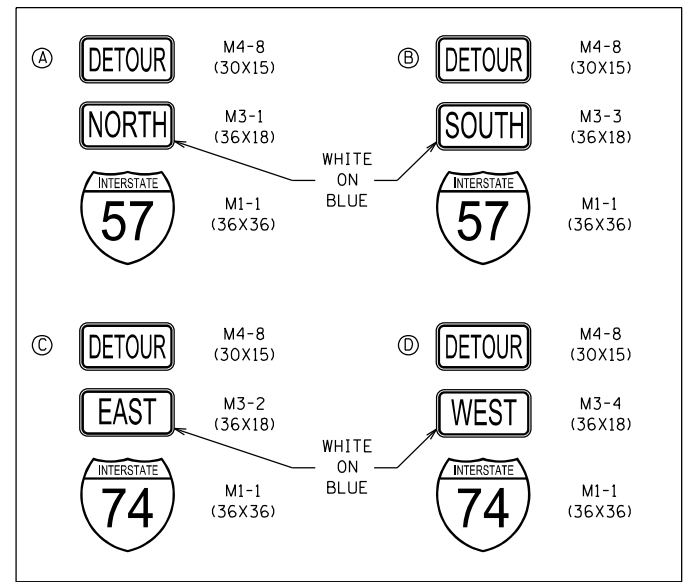 Ⓐ
DETOUR
M4-8
(30X15)
NORTH
M3-1
(36X18)
INTERSTATE
57
M1-1
(36X36)
Ⓑ
DETOUR
M4-8
(30X15)
SOUTH
M3-3
(36X18)
INTERSTATE
57
M1-1
(36X36)
WHITE
ON
BLUE
Ⓒ
DETOUR
M4-8
(30X15)
EAST
M3-2
(36X18)
INTERSTATE
74
M1-1
(36X36)
Ⓓ
DETOUR
M4-8
(30X15)
WEST
M3-4
(36X18)
INTERSTATE
74
M1-1
(36X36)
WHITE
ON
BLUE